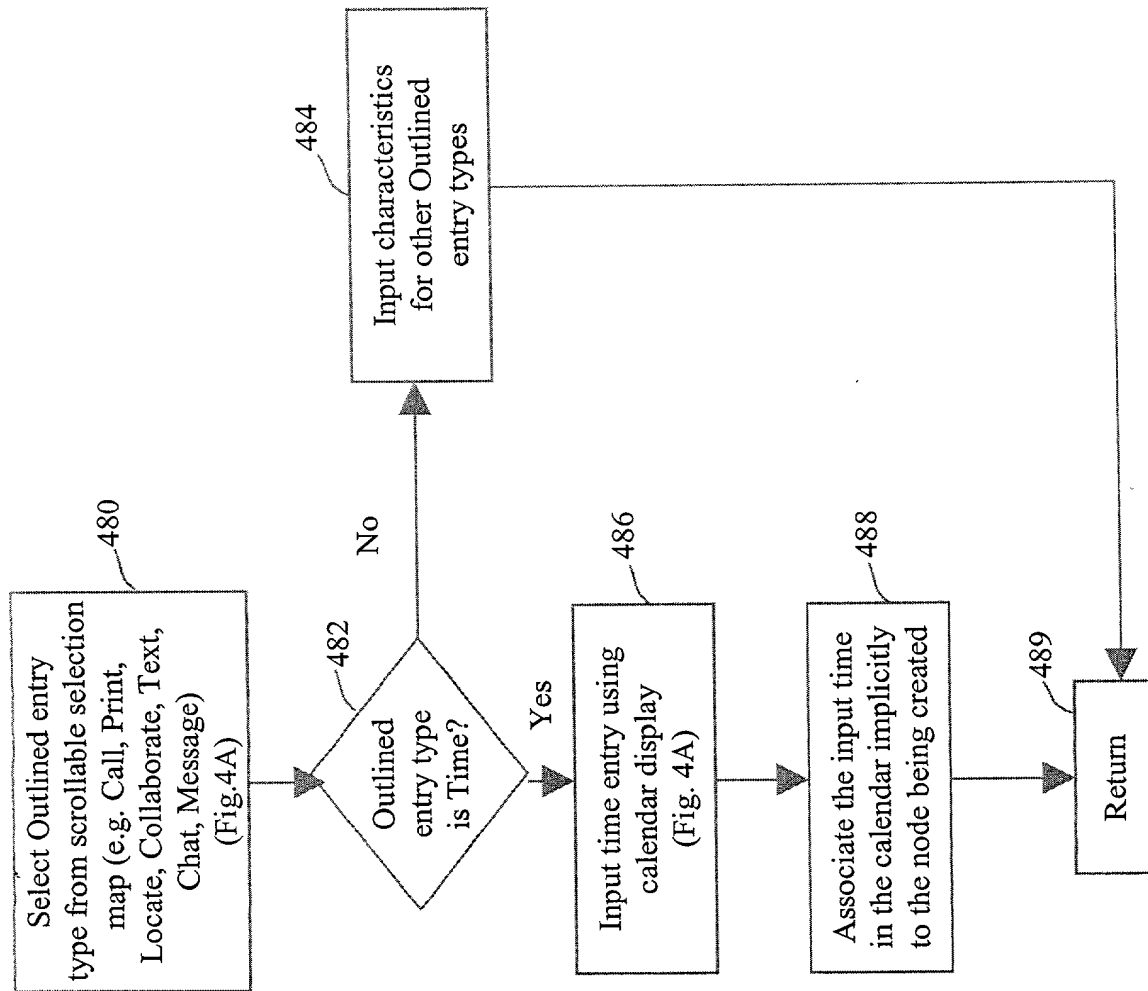 480
Select Outlined entry
type from scrollable selection
map (e.g. Call, Print,
Locate, Collaborate, Text,
Chat, Message)
(Fig.4A)
482
Outlined
entry type
is Time?
No
484
Input characteristics
for other Outlined
entry types
Yes
486
Input time entry using
calendar display
(Fig. 4A)
488
Associate the input time
in the calendar implicitly
to the node being created
489
Return